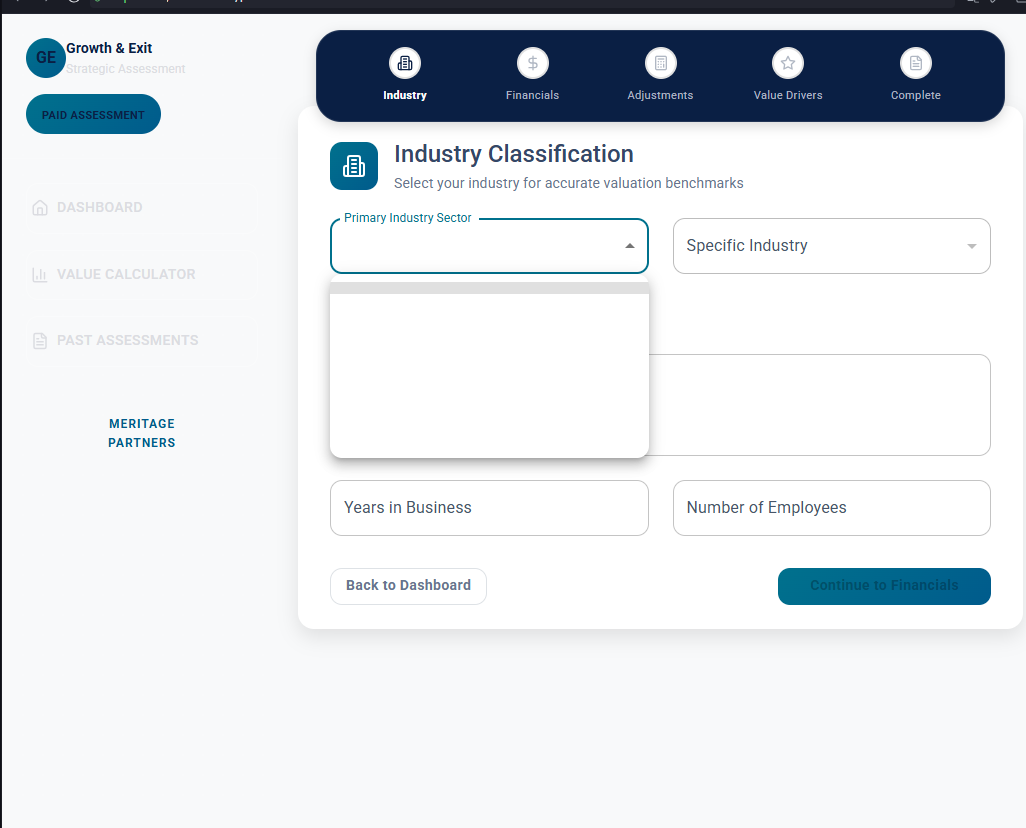 GE
Growth & Exit
Strategic Assessment
PAID ASSESSMENT
DASHBOARD
VALUE CALCULATOR
PAST ASSESSMENTS
MERITAGE
PARTNERS
Industry
Financials
Adjustments
Value Drivers
Complete
Industry Classification
Select your industry for accurate valuation benchmarks
Primary Industry Sector
Specific Industry
Years in Business
Number of Employees
Back to Dashboard
Continue to Financials